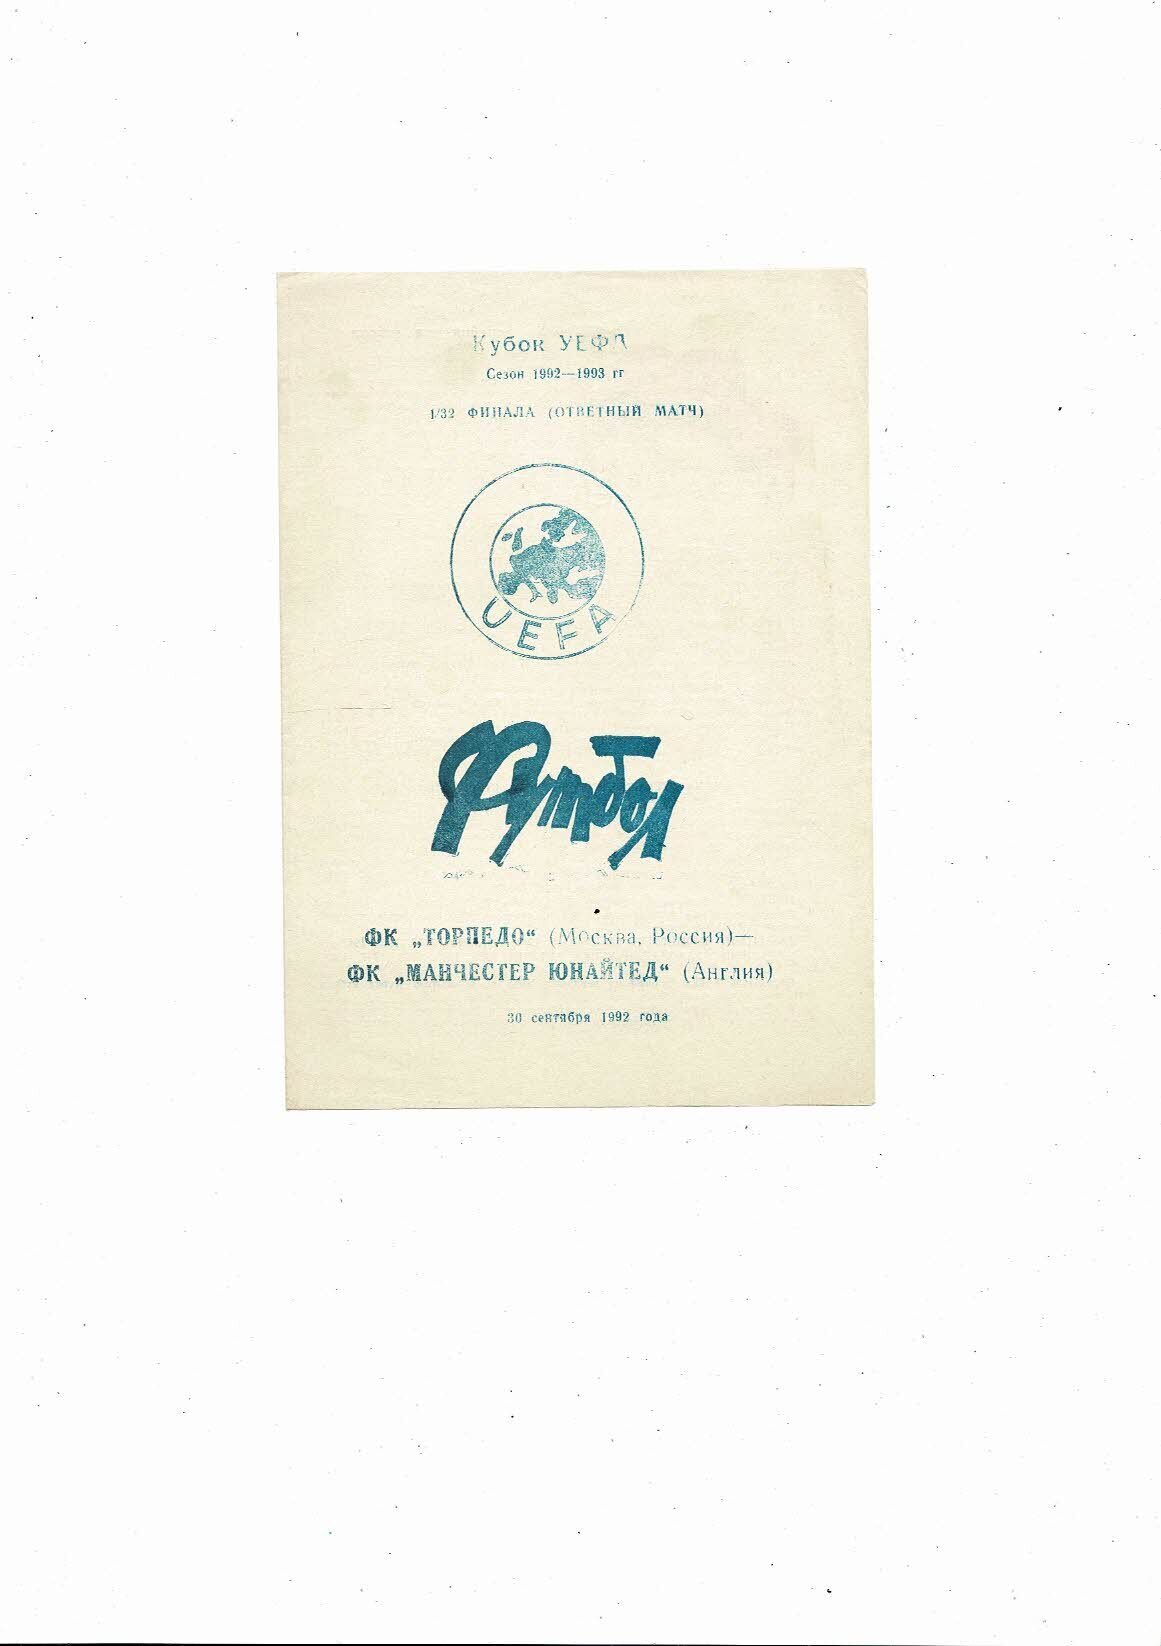 Кубок УЕФА
Сезон 1992—1993 гг
1/32 ФИНАЛА (ОТВЕТНЫЙ МАТЧ)
UEFA
Футбол
ФК „ТОРПЕДО“ (Москва, Россия)—
ФК „МАНЧЕСТЕР ЮНАЙТЕД“ (Англия)
30 сентября 1992 года